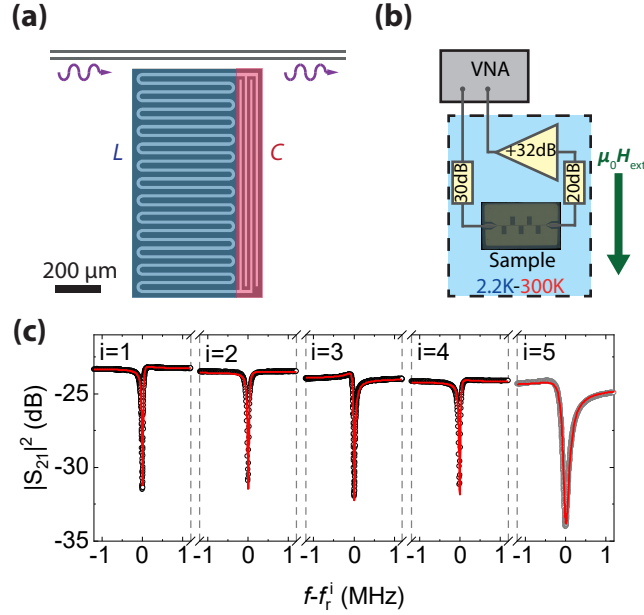 (a)
L
C
200 µm
(b)
VNA
+32dB
30dB
20dB
µ₀Hext
Sample
2.2K-300K
(c)
i=1
i=2
i=3
i=4
i=5
-25
-30
-35
|S₂₁|² (dB)
-1 0 1 -1 0 1 -1 0 1 -1 0 1 -1 0 1
f-fᵣⁱ (MHz)